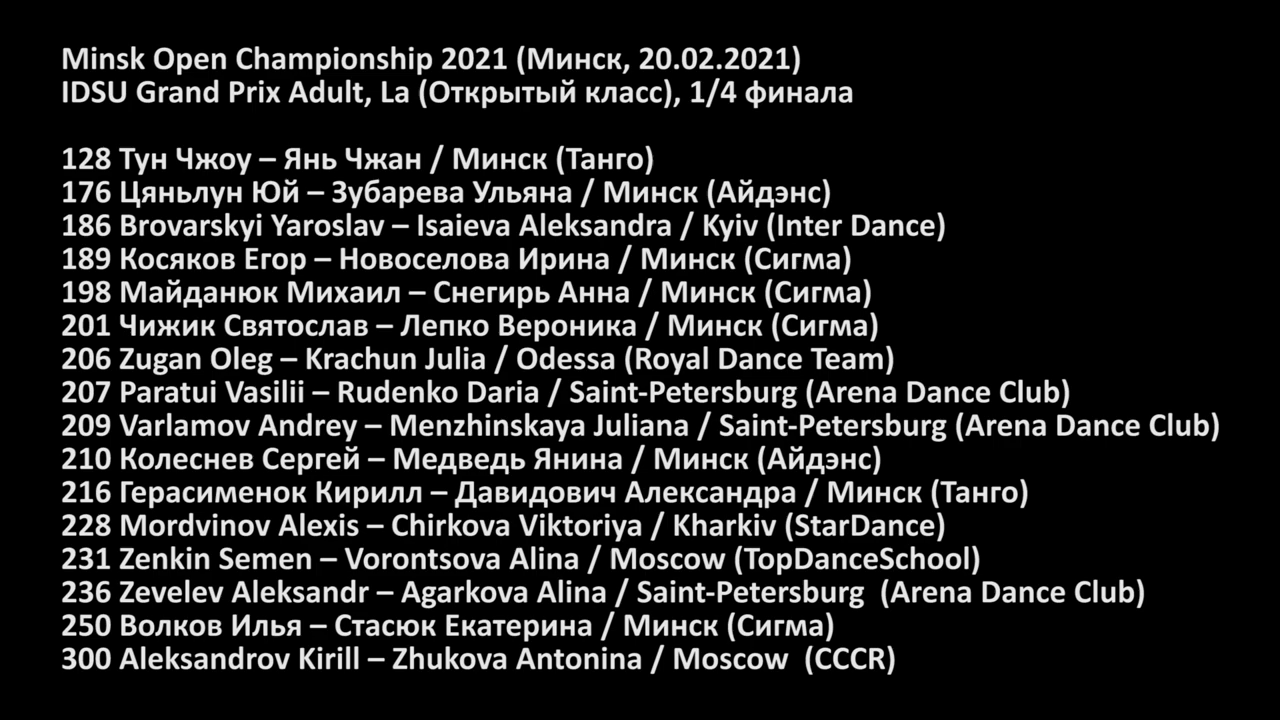 Minsk Open Championship 2021 (Минск, 20.02.2021)
IDSU Grand Prix Adult, La (Открытый класс), 1/4 финала
128 Тун Чжоу – Янь Чжан / Минск (Танго)
176 Цяньлун Юй – Зубарева Ульяна / Минск (Айдэнс)
186 Brovarskyi Yaroslav – Isaieva Aleksandra / Kyiv (Inter Dance)
189 Косяков Егор – Новоселова Ирина / Минск (Сигма)
198 Майданюк Михаил – Снегирь Анна / Минск (Сигма)
201 Чижик Святослав – Лепко Вероника / Минск (Сигма)
206 Zugan Oleg – Krachun Julia / Odessa (Royal Dance Team)
207 Paratui Vasilii – Rudenko Daria / Saint-Petersburg (Arena Dance Club)
209 Varlamov Andrey – Menzhinskaya Juliana / Saint-Petersburg (Arena Dance Club)
210 Колеснев Сергей – Медведь Янина / Минск (Айдэнс)
216 Герасименок Кирилл – Давидович Александра / Минск (Танго)
228 Mordvinov Alexis – Chirkova Viktoriya / Kharkiv (StarDance)
231 Zenkin Semen – Vorontsova Alina / Moscow (TopDanceSchool)
236 Zevelev Aleksandr – Agarkova Alina / Saint-Petersburg  (Arena Dance Club)
250 Волков Илья – Стасюк Екатерина / Минск (Сигма)
300 Aleksandrov Kirill – Zhukova Antonina / Moscow  (CCCR)